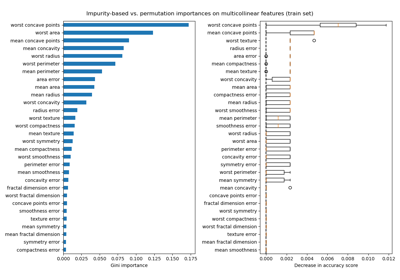 Impurity-based vs. permutation importances on multicollinear features (train set)
worst concave points
worst area
mean concave points
mean concavity
worst radius
worst perimeter
mean perimeter
area error
mean area
mean radius
worst concavity
radius error
worst texture
worst compactness
mean texture
worst symmetry
mean compactness
worst smoothness
perimeter error
mean smoothness
concavity error
fractal dimension error
worst fractal dimension
concave points error
smoothness error
texture error
mean symmetry
mean fractal dimension
symmetry error
compactness error
0.000 0.025 0.050 0.075 0.100 0.125 0.150 0.175
Gini importance
worst concave points
mean concave points
worst texture
radius error
area error
mean compactness
mean texture
worst concavity
mean area
compactness error
mean radius
worst smoothness
mean perimeter
smoothness error
worst radius
worst area
perimeter error
concavity error
worst perimeter
mean symmetry
mean concavity
concave points error
symmetry error
worst symmetry
worst compactness
fractal dimension error
worst fractal dimension
texture error
mean fractal dimension
mean smoothness
0.000 0.002 0.004 0.006 0.008 0.010 0.012
Decrease in accuracy score